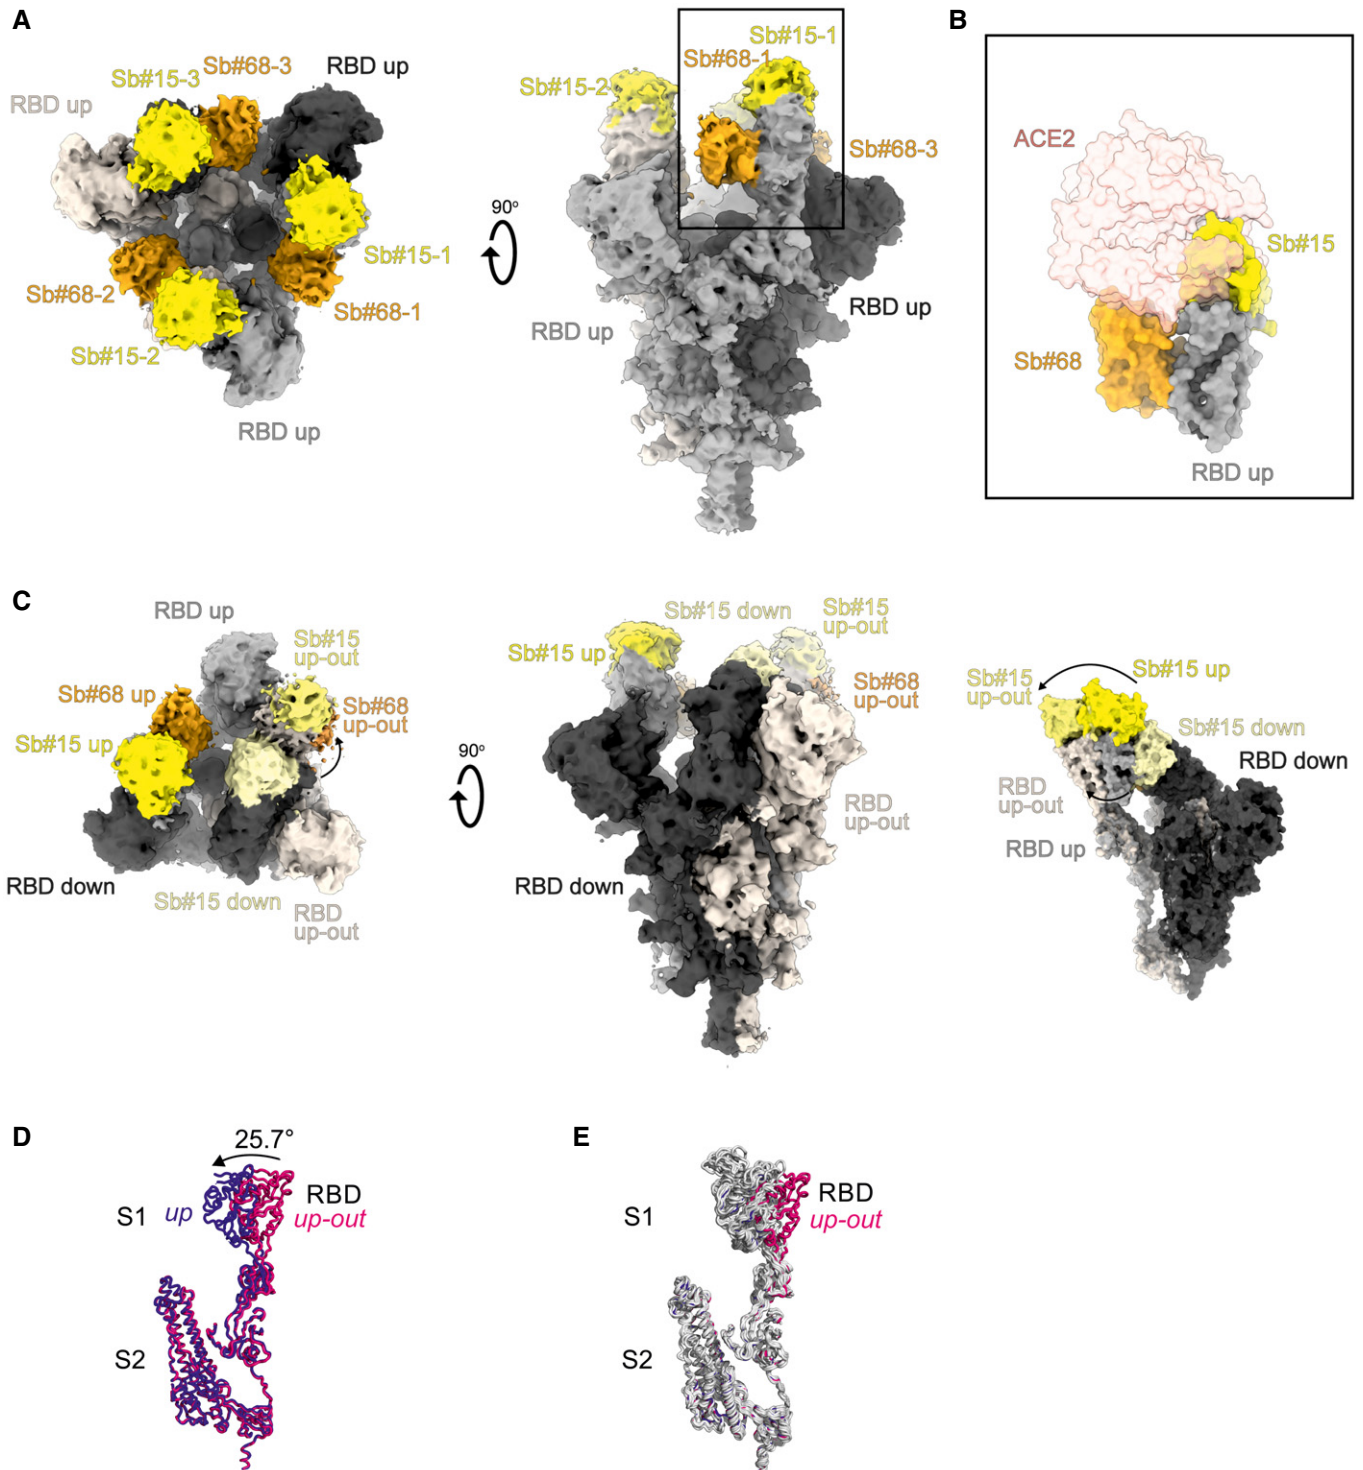 A
B
Sb#15-3
Sb#68-3
RBD up
RBD up
Sb#15-1
Sb#68-1
Sb#15-2
RBD up
Sb#68-2
Sb#15-2
90°
Sb#15-1
Sb#68-1
Sb#68-3
RBD up
RBD up
ACE2
Sb#15
Sb#68
RBD up
C
RBD up
Sb#15
up-out
Sb#68 up
Sb#68
up-out
Sb#15 up
RBD down
Sb#15 down
RBD
up-out
90°
Sb#15 down
Sb#15
up-out
Sb#15 up
Sb#68
up-out
RBD
up-out
RBD down
Sb#15
up-out
Sb#15 up
Sb#15 down
RBD down
RBD
up-out
RBD up
D
25.7°
S1
up
RBD
up-out
S2
E
S1
RBD
up-out
S2